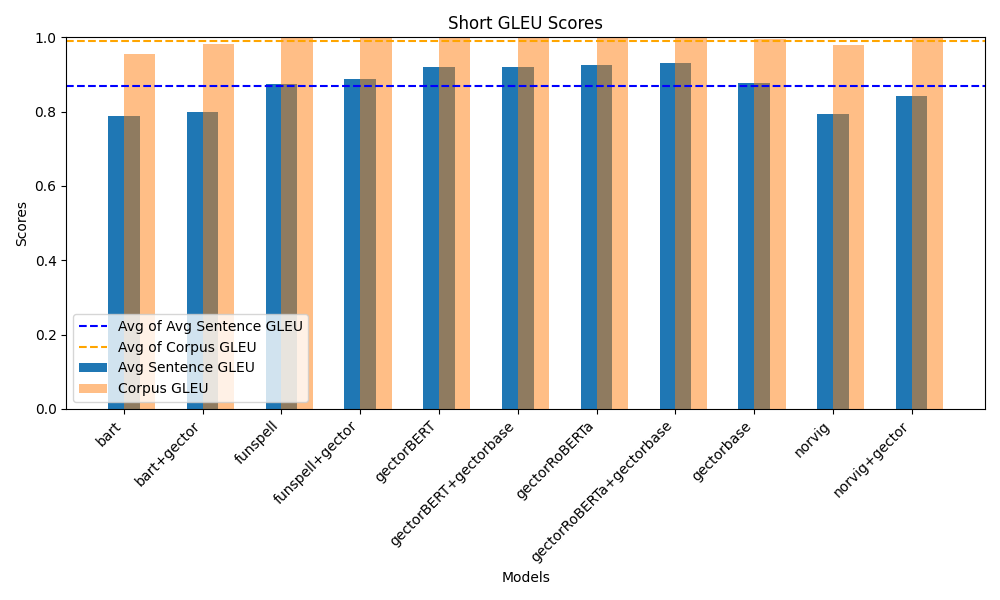 Short GLEU Scores
Scores
1.0
0.8
0.6
0.4
0.2
0.0
Avg of Avg Sentence GLEU
Avg of Corpus GLEU
Avg Sentence GLEU
Corpus GLEU
bart
bart+gector
funspell
funspell+gector
gectorBERT
gectorBERT+gectorbase
gectorRoBERTa
gectorRoBERTa+gectorbase
gectorbase
norvig
norvig+gector
Models